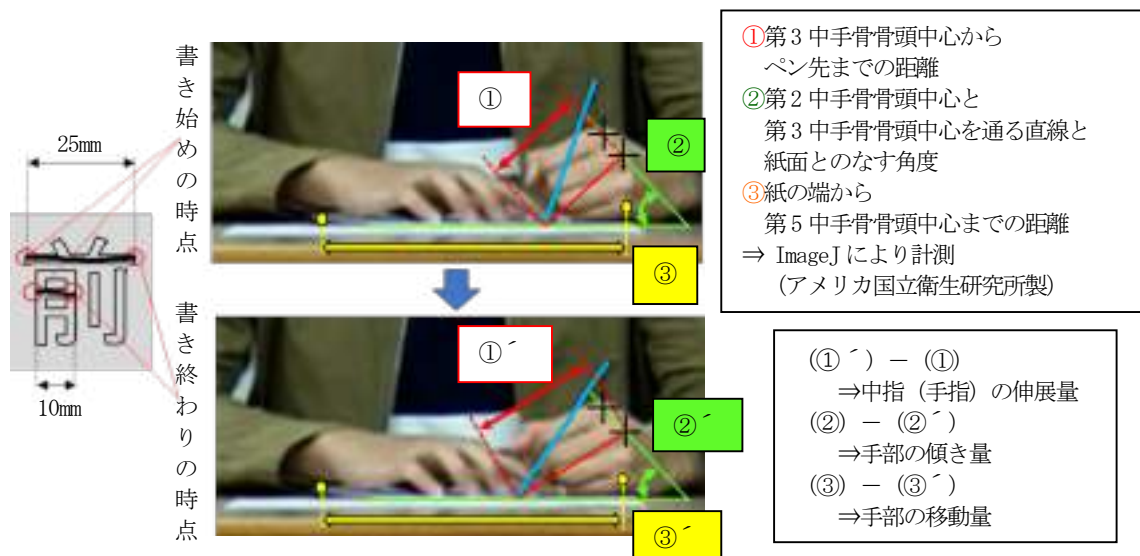 書き始めの時点
25mm
前
10mm
書き終わりの時点
①
②
③
①´
②´
③´
①第3中手骨骨頭中心から
ペン先までの距離
②第2中手骨骨頭中心と
第3中手骨骨頭中心を通る直線と
紙面とのなす角度
③紙の端から
第5中手骨骨頭中心までの距離
⇒ ImageJにより計測
(アメリカ国立衛生研究所製)
(①´) － (①)
⇒中指（手指）の伸展量
(②) － (②´)
⇒手部の傾き量
(③) － (③´)
⇒手部の移動量